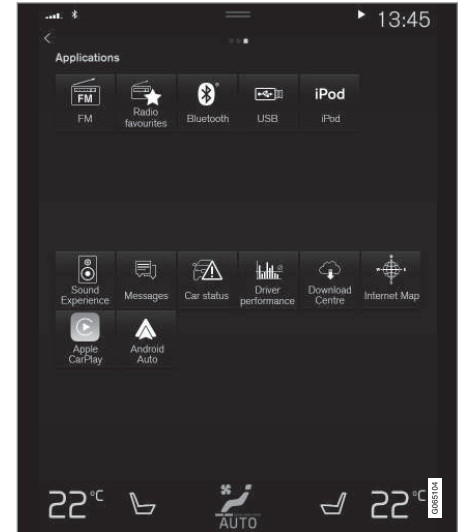 13:45
Applications
FM
FM
Radio
favourites
Bluetooth
USB
iPod
iPod
Sound
Experience
Messages
Car status
Driver
performance
Download
Centre
Internet Map
Apple
CarPlay
Android
Auto
22°C
AUTO
22°C
G065104